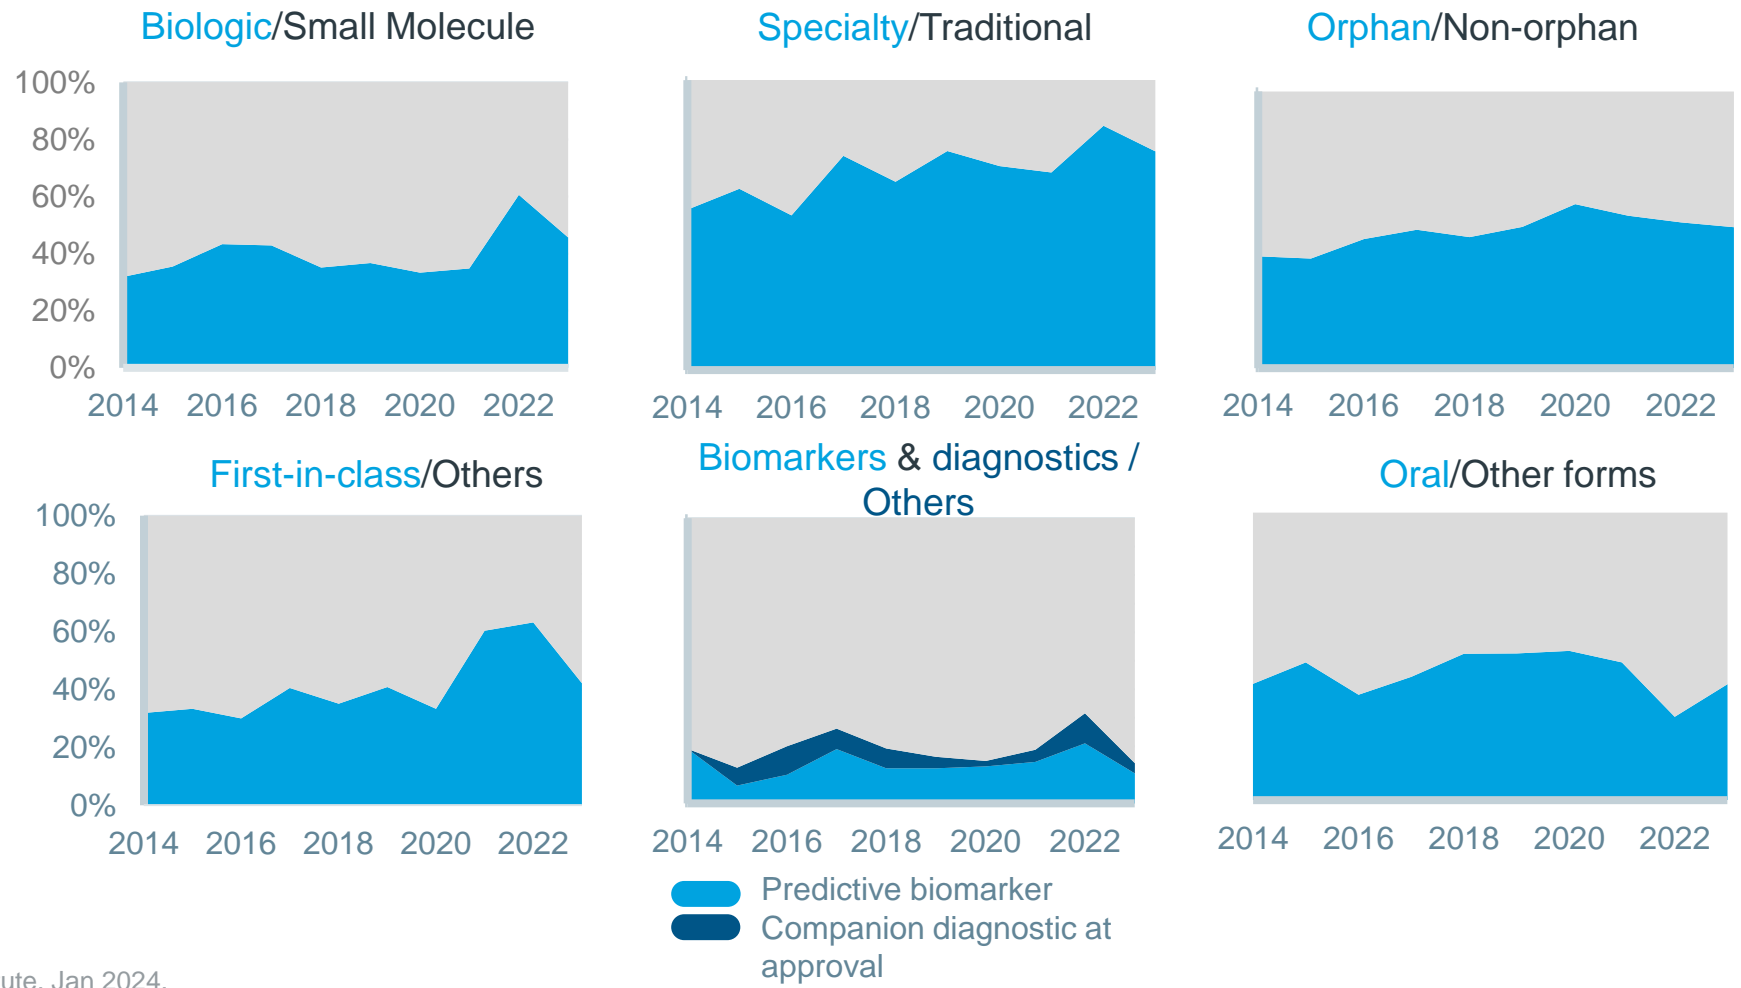 Biologic/Small Molecule
Specialty/Traditional
Orphan/Non-orphan
100%
80%
60%
40%
20%
0%
2014 2016 2018 2020 2022
2014 2016 2018 2020 2022
2014 2016 2018 2020 2022
First-in-class/Others
Biomarkers & diagnostics /
Others
Oral/Other forms
100%
80%
60%
40%
20%
0%
2014 2016 2018 2020 2022
2014 2016 2018 2020 2022
2014 2016 2018 2020 2022
Predictive biomarker
Companion diagnostic at
approval
Jan 2024.